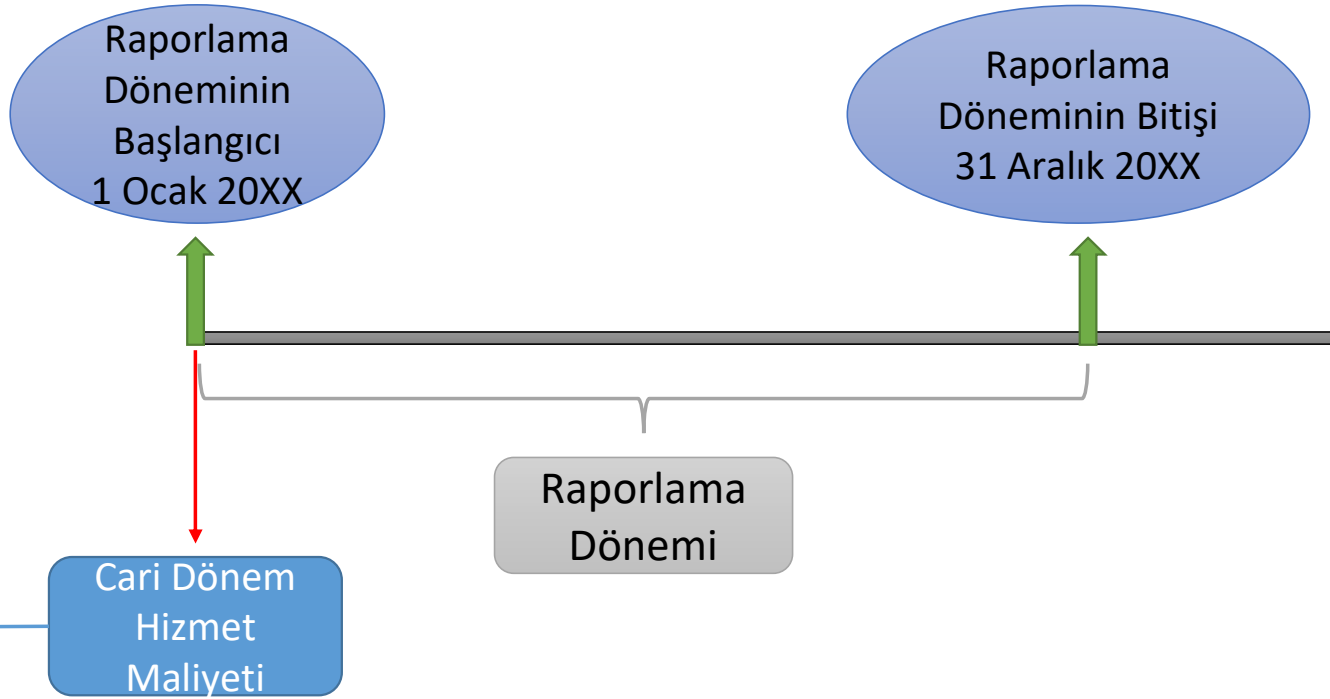 Raporlama
Döneminin
Başlangıcı
1 Ocak 20XX
Raporlama
Döneminin Bitişi
31 Aralık 20XX
Raporlama
Dönemi
Cari Dönem
Hizmet
Maliyeti